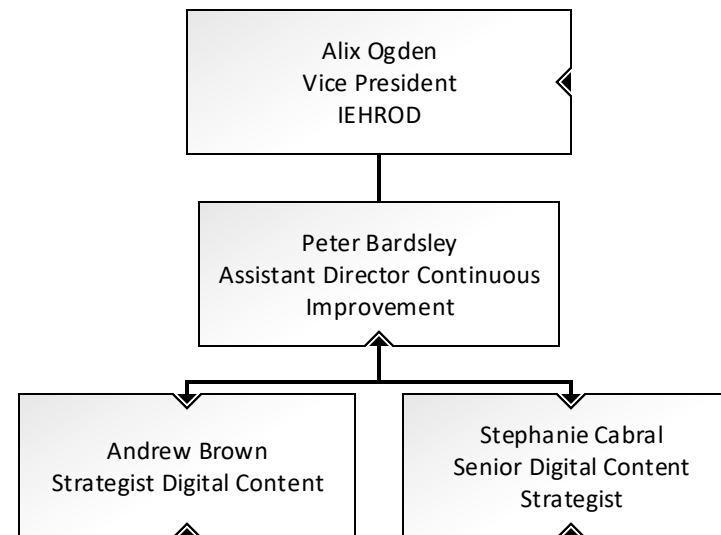 Alix Ogden
Vice President
IEHROD
Peter Bardsley
Assistant Director Continuous
Improvement
Andrew Brown
Strategist Digital Content
Stephanie Cabral
Senior Digital Content
Strategist